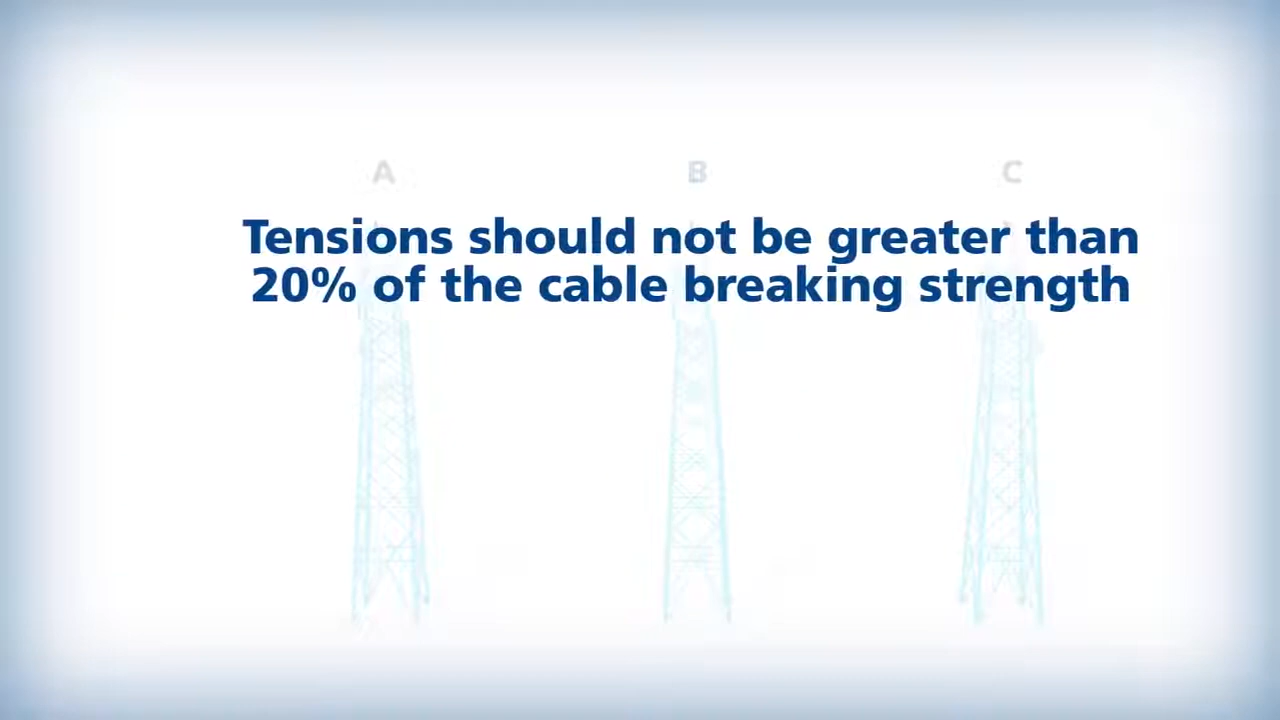 A B C
Tensions should not be greater than
20% of the cable breaking strength